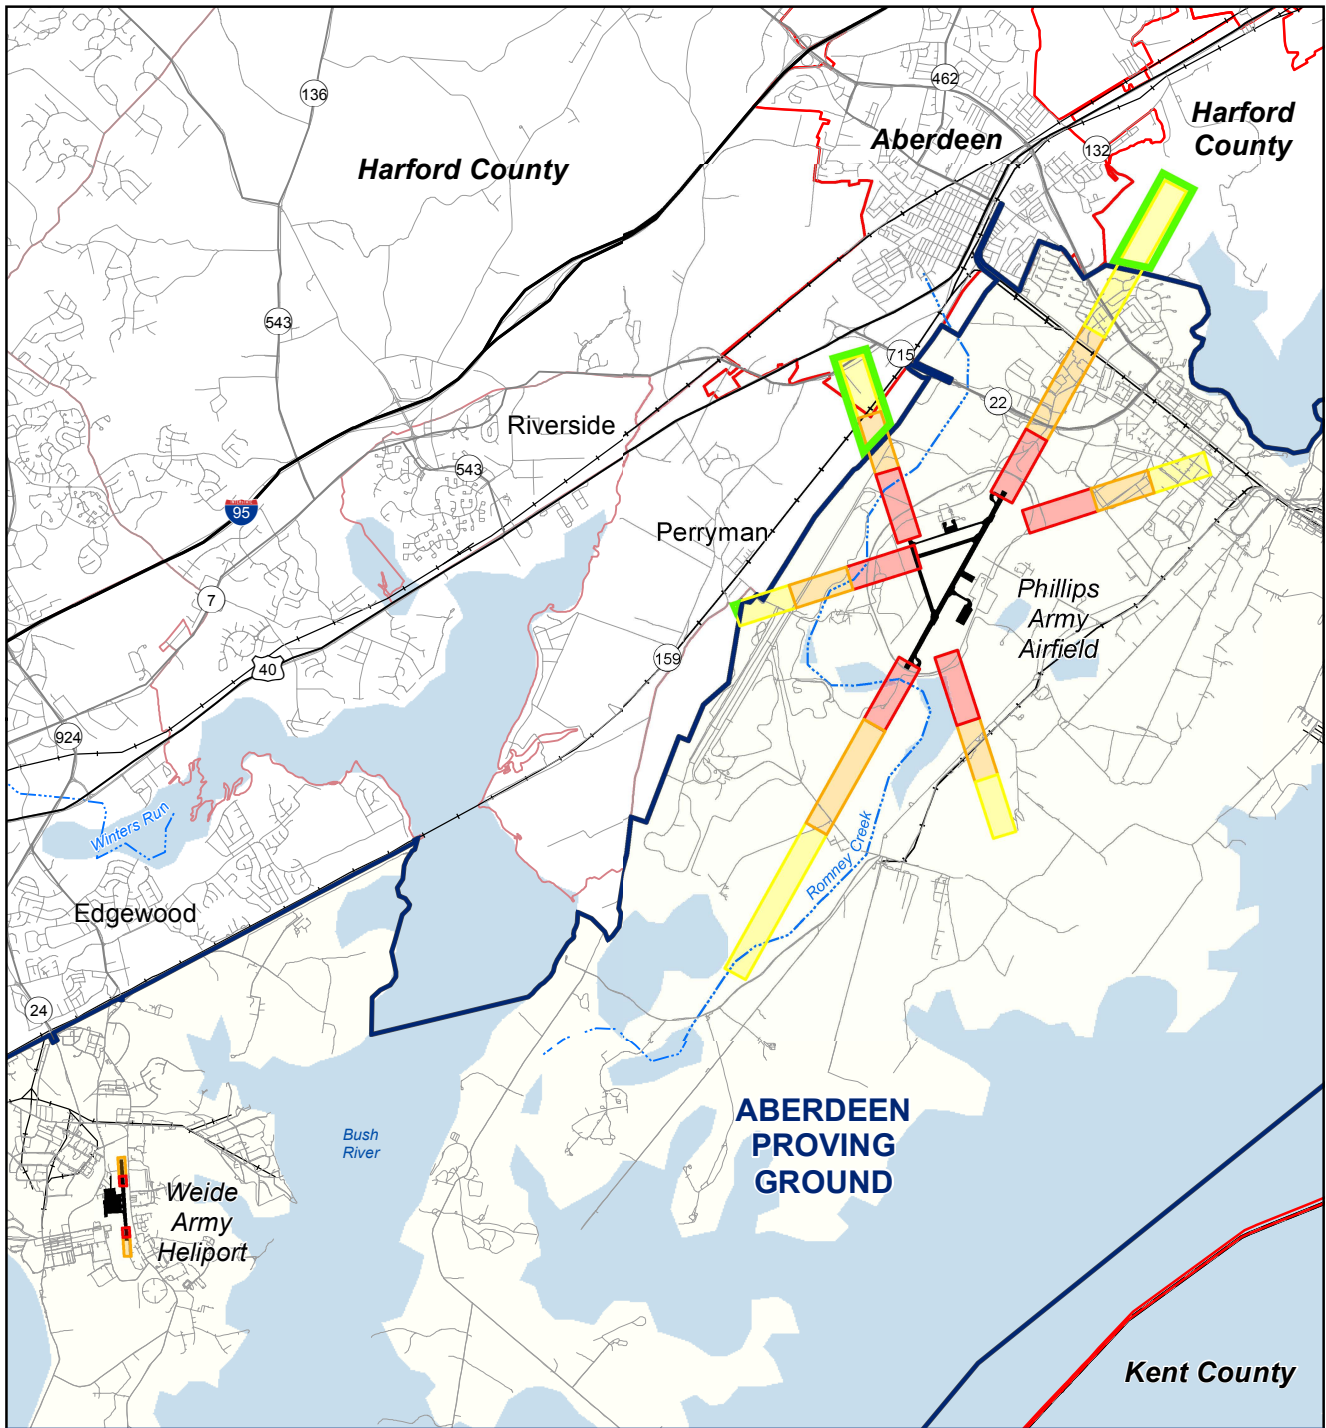 462
136
Harford
County
Aberdeen
132
Harford County
543
715
22
Riverside
543
INTERSTATE
95
Perryman
Phillips
Army
Airfield
7
159
40
924
Winters Run
Romney Creek
Edgewood
24
ABERDEEN
PROVING
GROUND
Bush
River
Weide
Army
Heliport
Kent County